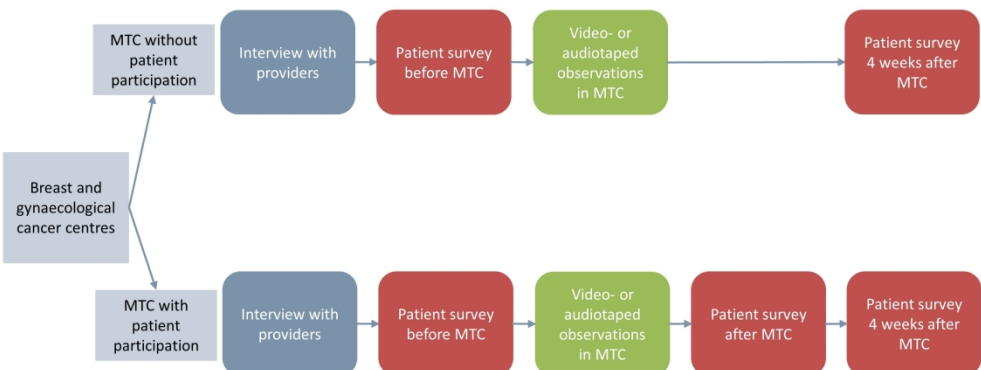 MTC without
patient
participation
Interview with
providers
Patient survey
before MTC
Video- or
audiotaped
observations
in MTC
Patient survey
4 weeks after
MTC
Breast and
gynaecological
cancer centres
MTC with
patient
participation
Interview with
providers
Patient survey
before MTC
Video- or
audiotaped
observations
in MTC
Patient survey
after MTC
Patient survey
4 weeks after
MTC